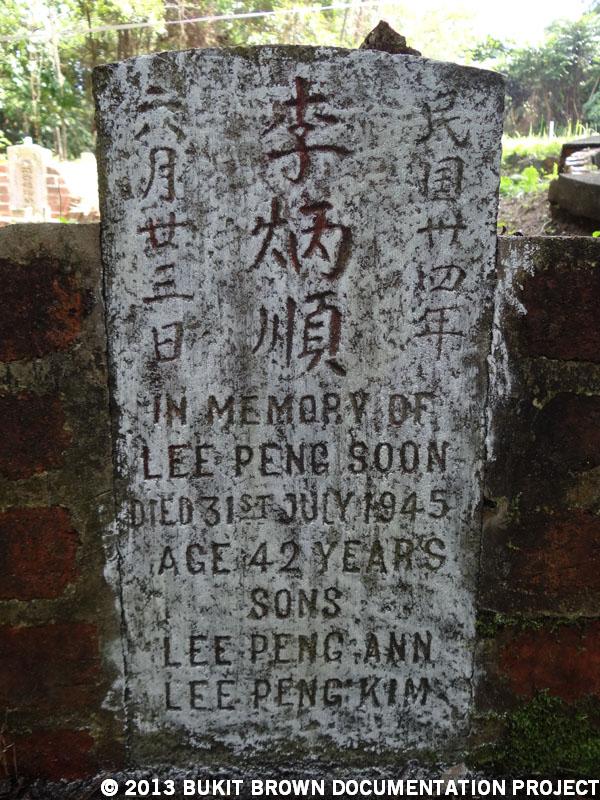 民国卅四年
李炳順
六月廿三日
IN MEMORY OF
LEE PENG SOON
DIED 31ST JULY 1945
AGE 42 YEARS
SONS
LEE PENG ANN
LEE PENG KIM
© 2013 BUKIT BROWN DOCUMENTATION PROJECT